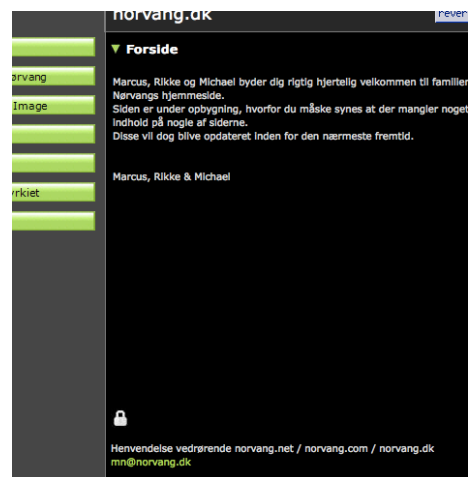 norvang.dk
Forside
ørvang
Image
rkiet
Marcus, Rikke og Michael byder dig rigtig hjertelig velkommen til familien
Nørvangs hjemmeside.
Siden er under opbygning, hvorfor du måske synes at der mangler noget
indhold på nogle af siderne.
Disse vil dog blive opdateret inden for den nærmeste fremtid.
Marcus, Rikke & Michael
Henvendelse vedrørende norvang.net / norvang.com / norvang.dk
mn@norvang.dk